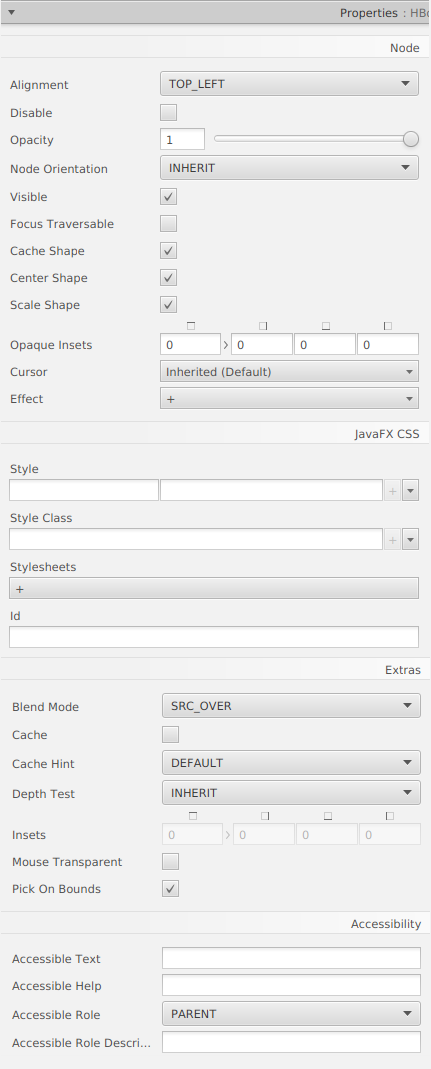 Properties : HBo
Node
Alignment TOP_LEFT
Disable
Opacity 1
Node Orientation INHERIT
Visible
Focus Traversable
Cache Shape
Center Shape
Scale Shape
Opaque Insets 0 0 0 0
Cursor Inherited (Default)
Effect +
JavaFX CSS
Style
+
Style Class
+
Stylesheets
+
Id
Extras
Blend Mode SRC_OVER
Cache
Cache Hint DEFAULT
Depth Test INHERIT
Insets 0 0 0 0
Mouse Transparent
Pick On Bounds
Accessibility
Accessible Text
Accessible Help
Accessible Role PARENT
Accessible Role Descri...